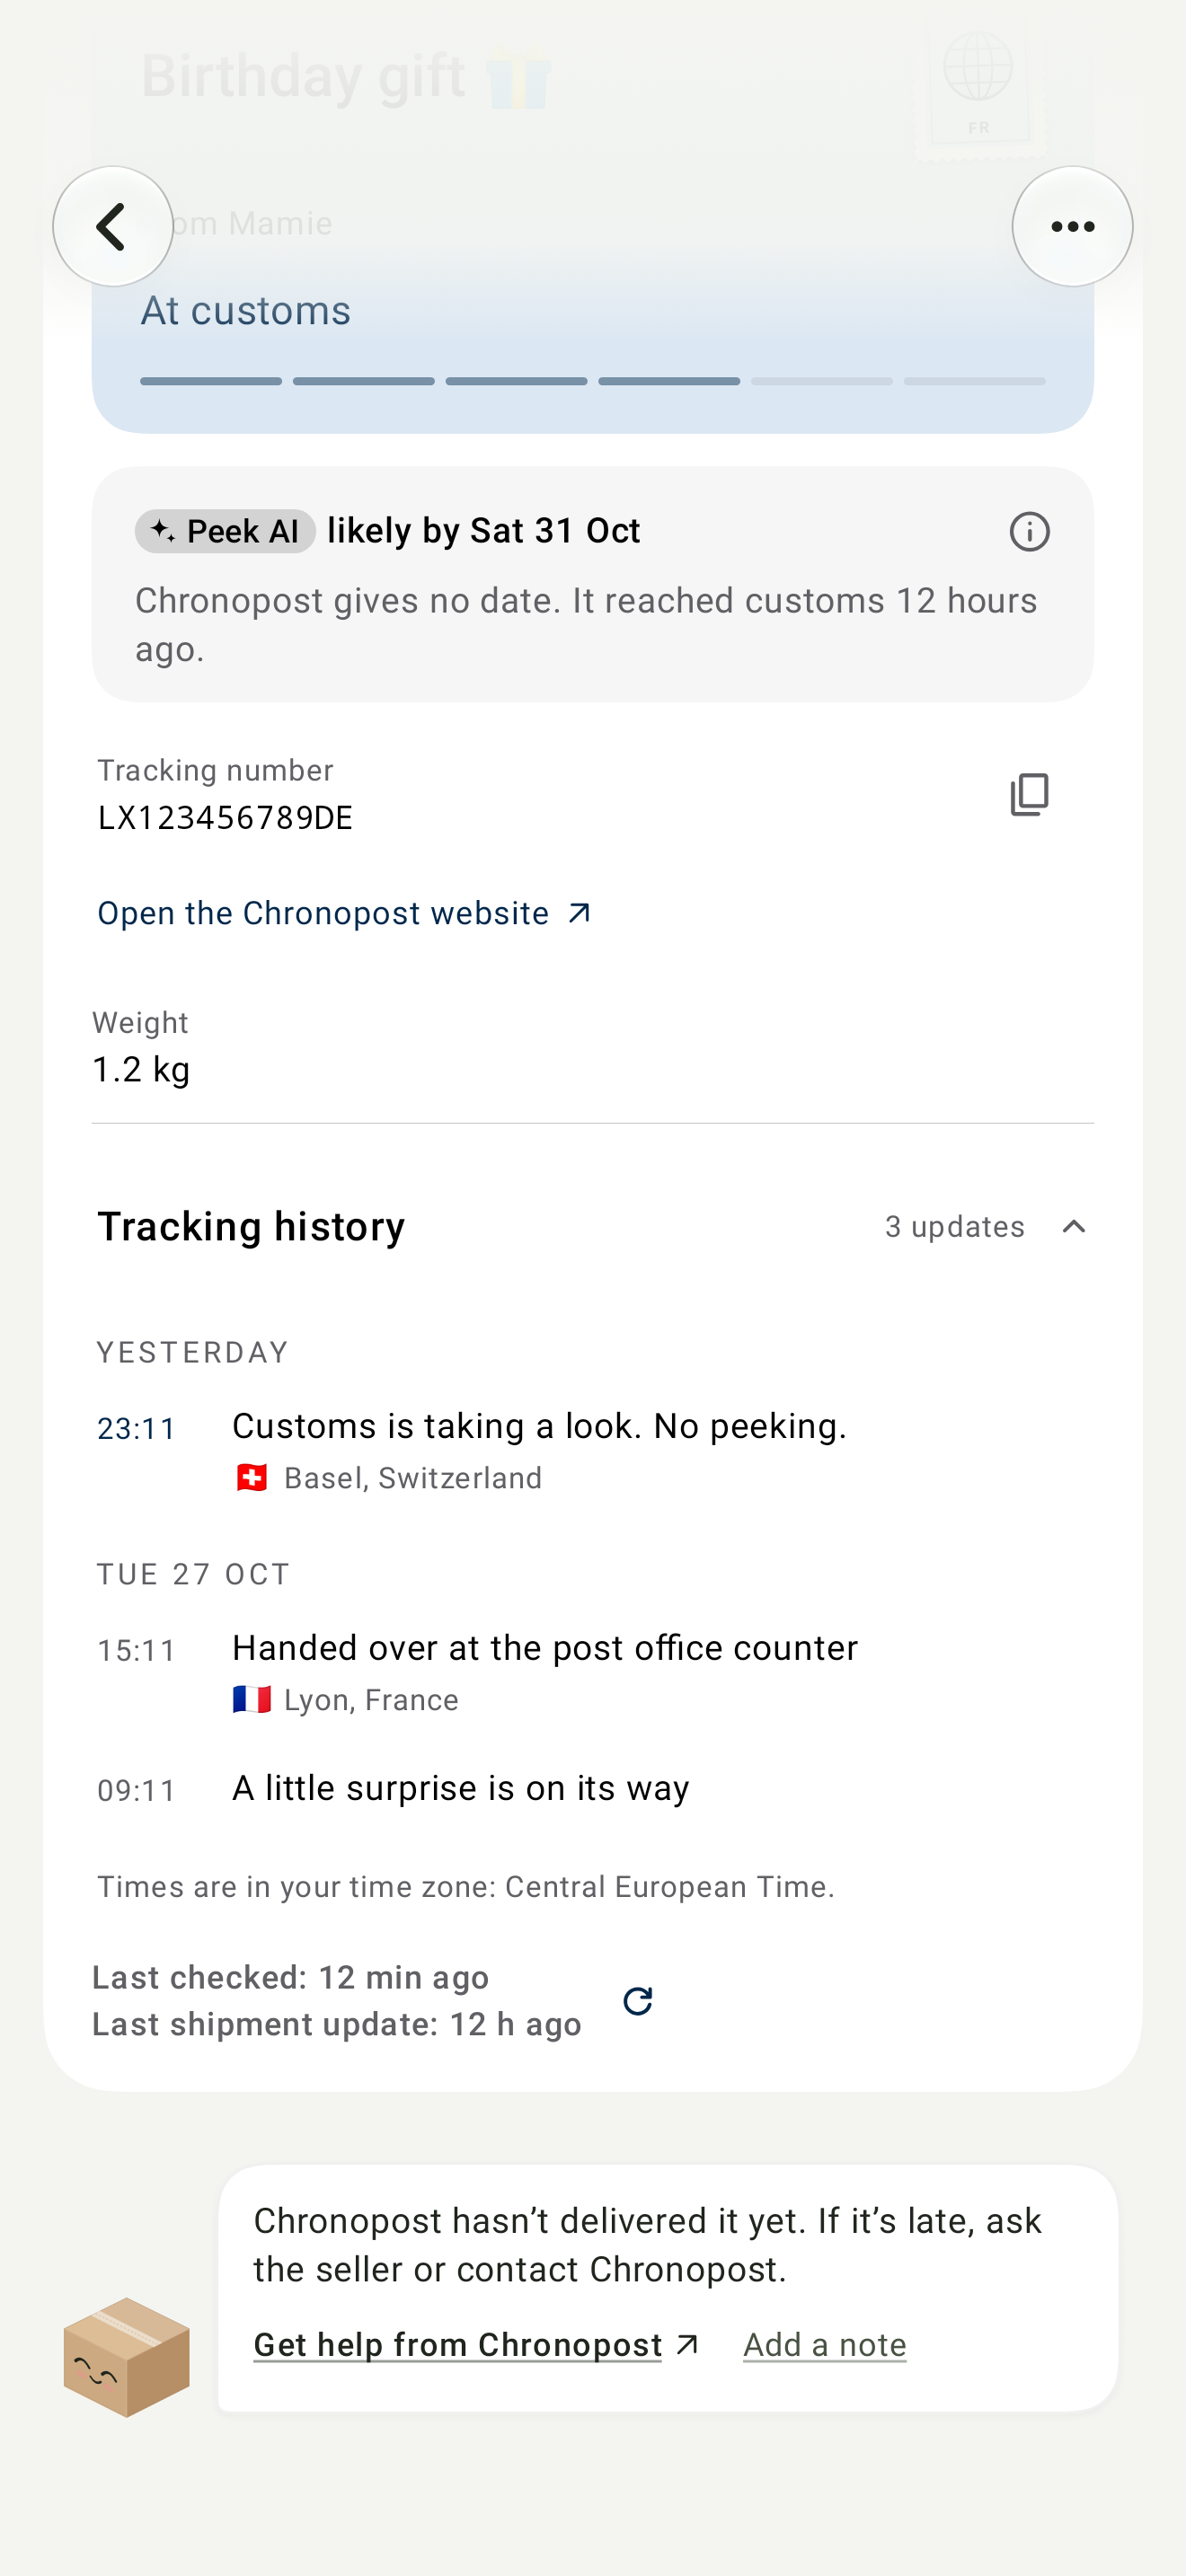 Birthday gift
FR
om Mamie
At customs
Peek AI likely by Sat 31 Oct
Chronopost gives no date. It reached customs 12 hours
ago.
Tracking number
LX123456789DE
Open the Chronopost website
Weight
1.2 kg
Tracking history
3 updates
YESTERDAY
23:11 Customs is taking a look. No peeking.
Basel, Switzerland
TUE 27 OCT
15:11 Handed over at the post office counter
Lyon, France
09:11 A little surprise is on its way
Times are in your time zone: Central European Time.
Last checked: 12 min ago
Last shipment update: 12 h ago
Chronopost hasn’t delivered it yet. If it’s late, ask
the seller or contact Chronopost.
Get help from Chronopost Add a note